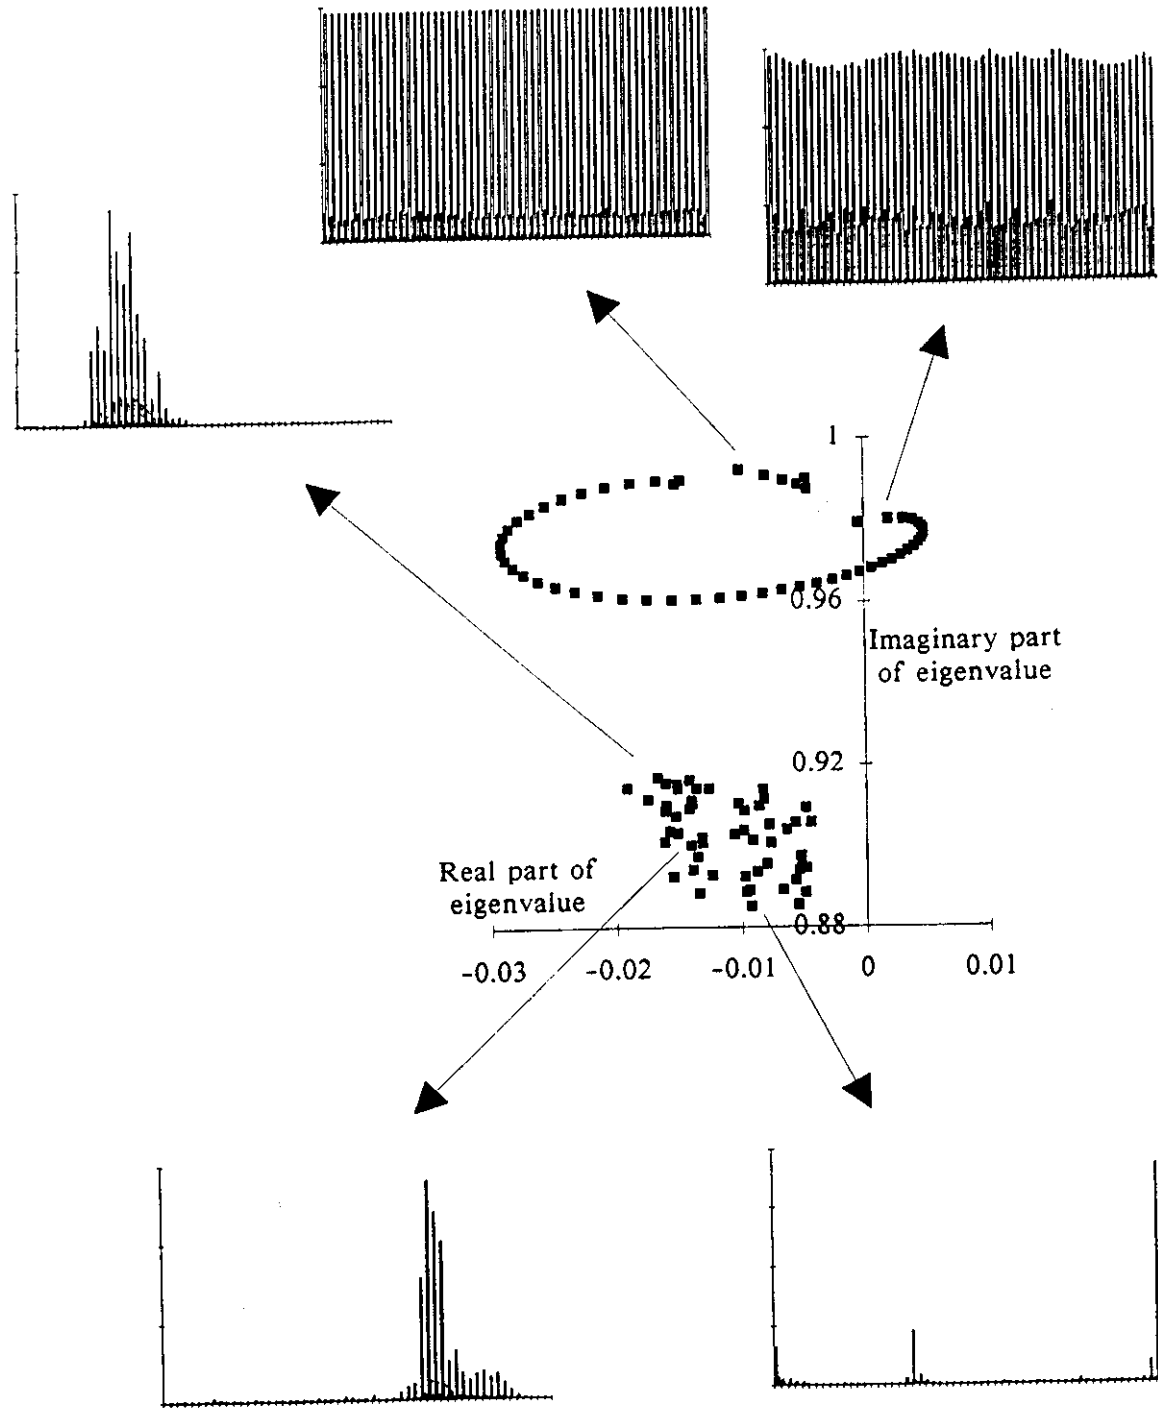 1
0.96
Imaginary part
of eigenvalue
0.92
Real part of
eigenvalue
0.88
-0.03
-0.02
-0.01
0
0.01